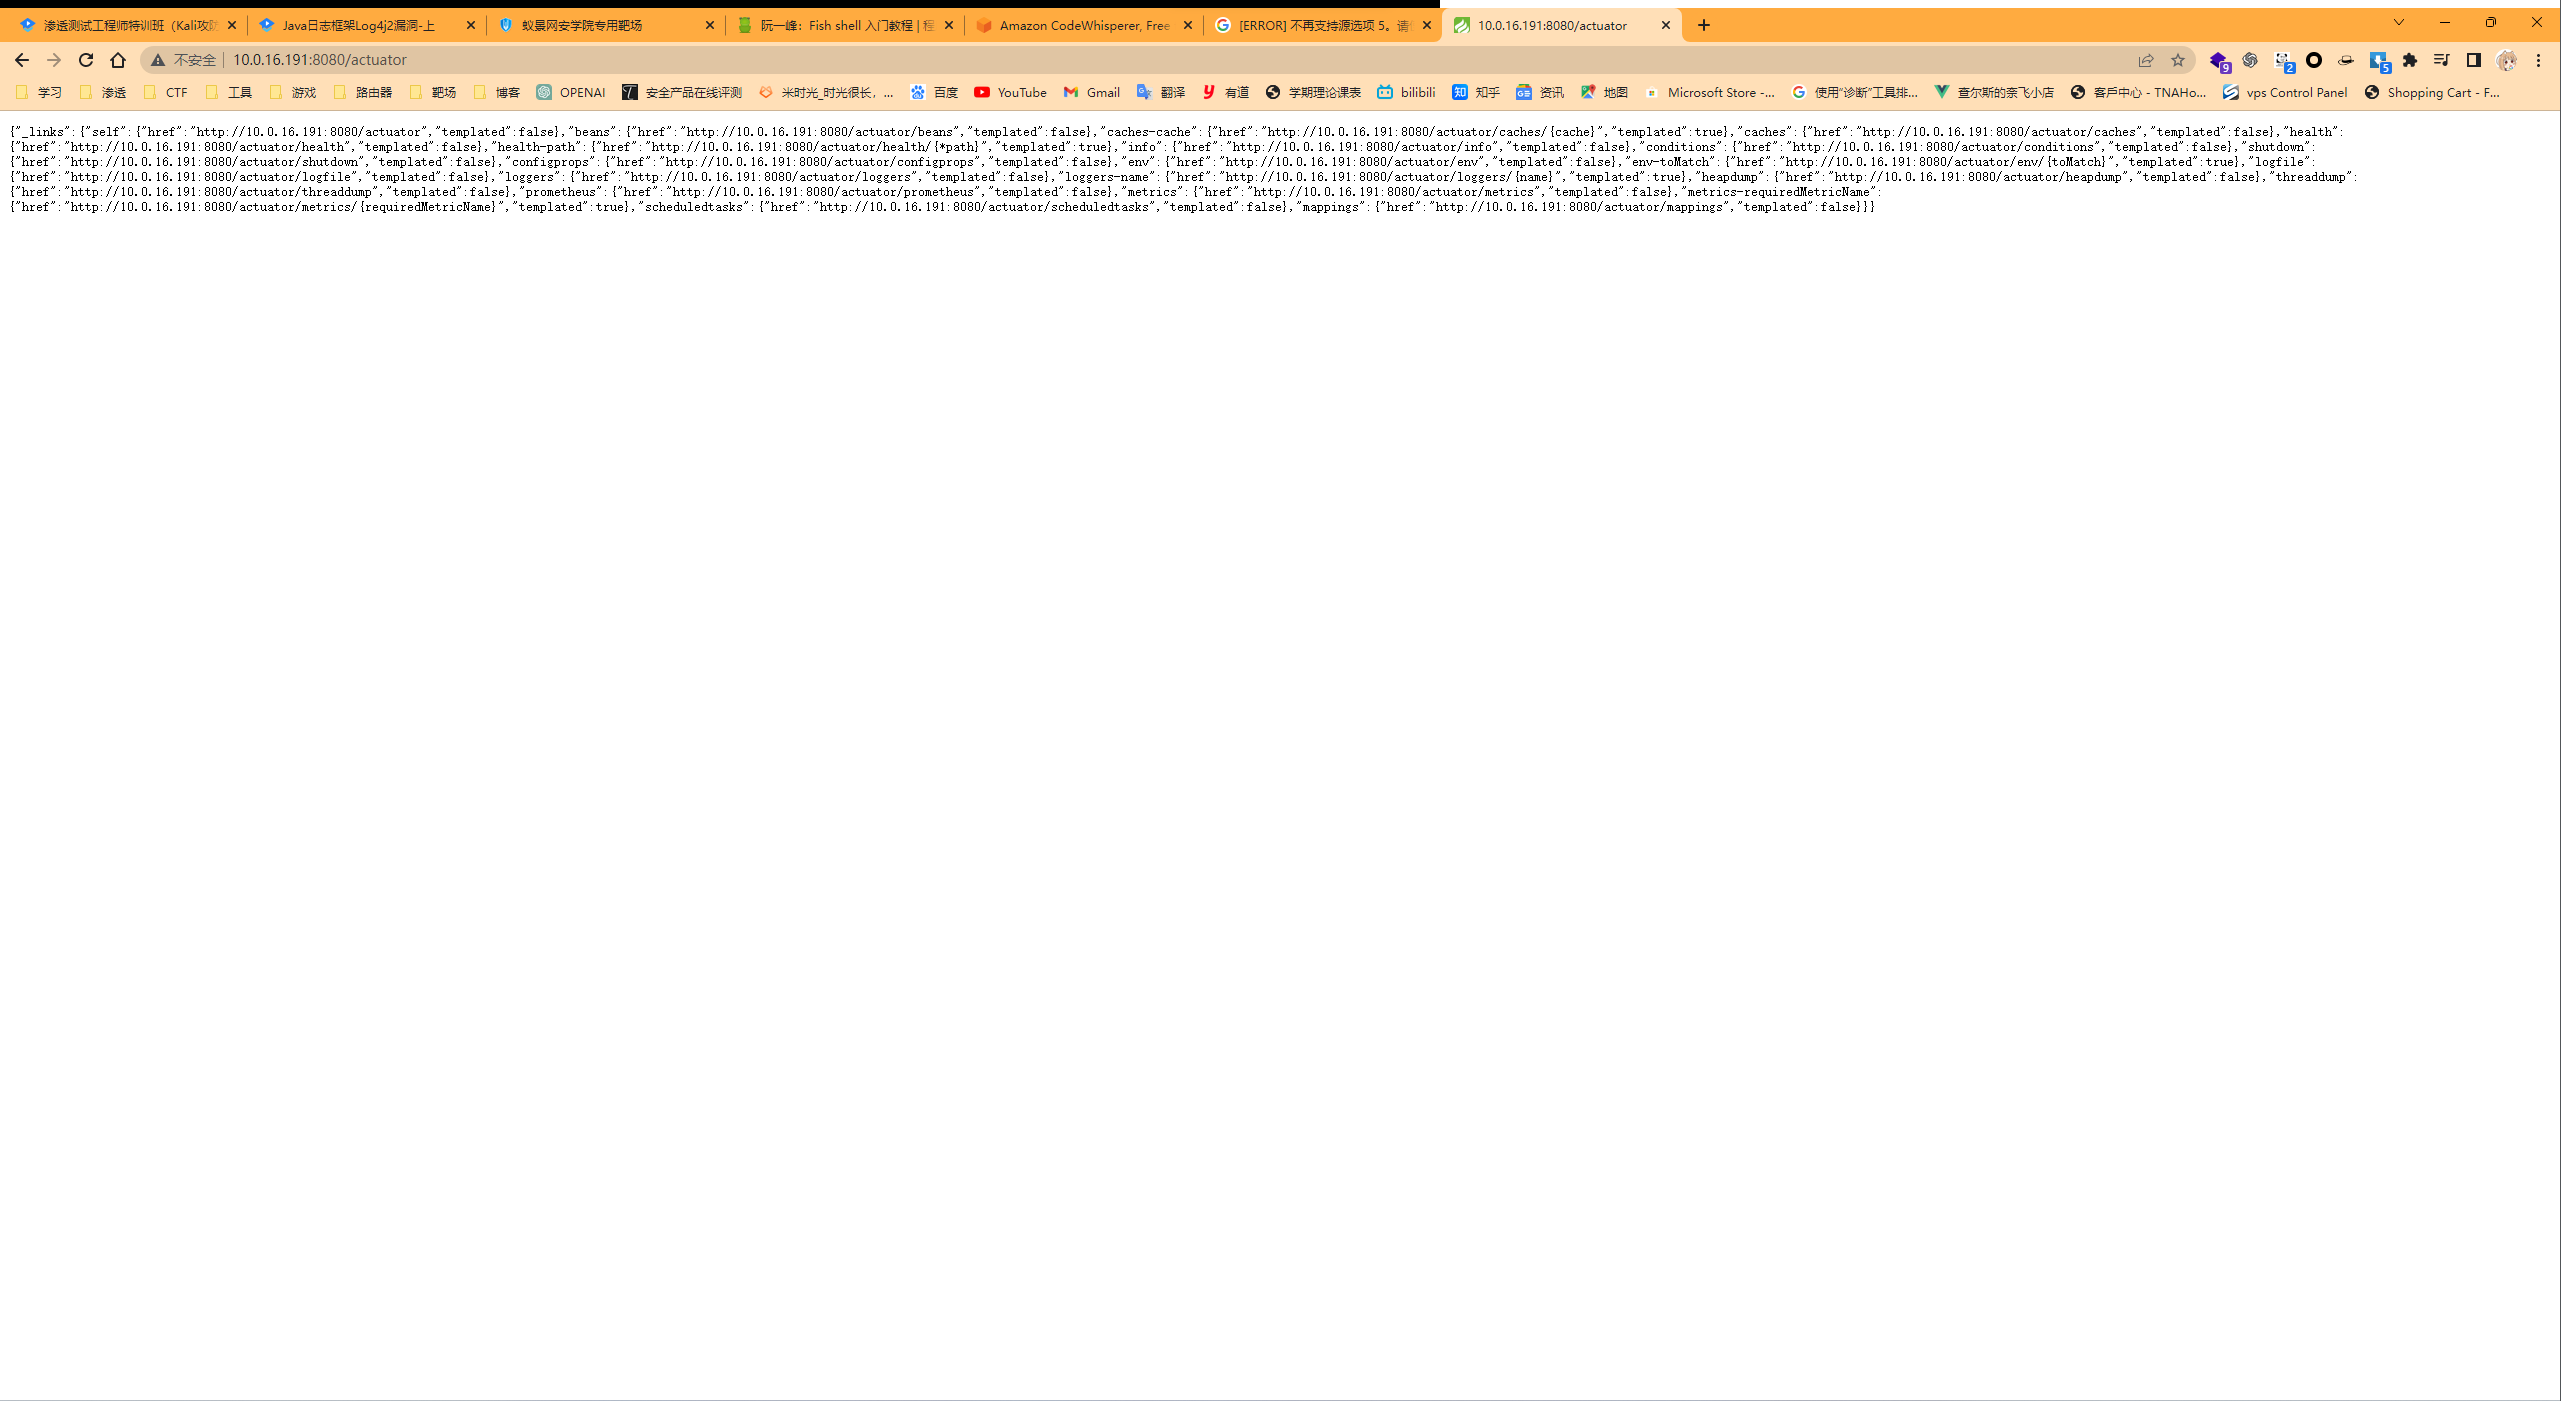 渗透测试工程师特训班（Kali攻防
Java日志框架Log4j2漏洞-上
蚁景网安学院专用靶场
阮一峰：Fish shell 入门教程 | 程
Amazon CodeWhisperer, Free
[ERROR] 不再支持源选项 5。请
10.0.16.191:8080/actuator
不安全 10.0.16.191:8080/actuator
9
2
5
学习 渗透 CTF 工具 游戏 路由器 靶场 博客 OPENAI 安全产品在线评测 米时光_时光很长，... 百度 YouTube Gmail 翻译 有道 学期理论课表 bilibili 知乎 资讯 地图 Microsoft Store -... 使用“诊断”工具排... 查尔斯的奈飞小店 客戶中心 - TNAHo... vps Control Panel Shopping Cart - F...
{"_links":{"self":{"href":"http://10.0.16.191:8080/actuator","templated":false},"beans":{"href":"http://10.0.16.191:8080/actuator/beans","templated":false},"caches-cache":{"href":"http://10.0.16.191:8080/actuator/caches/{cache}","templated":true},"caches":{"href":"http://10.0.16.191:8080/actuator/caches","templated":false},"health":
{"href":"http://10.0.16.191:8080/actuator/health","templated":false},"health-path":{"href":"http://10.0.16.191:8080/actuator/health/{*path}","templated":true},"info":{"href":"http://10.0.16.191:8080/actuator/info","templated":false},"conditions":{"href":"http://10.0.16.191:8080/actuator/conditions","templated":false},"shutdown":
{"href":"http://10.0.16.191:8080/actuator/shutdown","templated":false},"configprops":{"href":"http://10.0.16.191:8080/actuator/configprops","templated":false},"env":{"href":"http://10.0.16.191:8080/actuator/env","templated":false},"env-toMatch":{"href":"http://10.0.16.191:8080/actuator/env/{toMatch}","templated":true},"logfile":
{"href":"http://10.0.16.191:8080/actuator/logfile","templated":false},"loggers":{"href":"http://10.0.16.191:8080/actuator/loggers","templated":false},"loggers-name":{"href":"http://10.0.16.191:8080/actuator/loggers/{name}","templated":true},"heapdump":{"href":"http://10.0.16.191:8080/actuator/heapdump","templated":false},"threaddump":
{"href":"http://10.0.16.191:8080/actuator/threaddump","templated":false},"prometheus":{"href":"http://10.0.16.191:8080/actuator/prometheus","templated":false},"metrics":{"href":"http://10.0.16.191:8080/actuator/metrics","templated":false},"metrics-requiredMetricName":
{"href":"http://10.0.16.191:8080/actuator/metrics/{requiredMetricName}","templated":true},"scheduledtasks":{"href":"http://10.0.16.191:8080/actuator/scheduledtasks","templated":false},"mappings":{"href":"http://10.0.16.191:8080/actuator/mappings","templated":false}}}